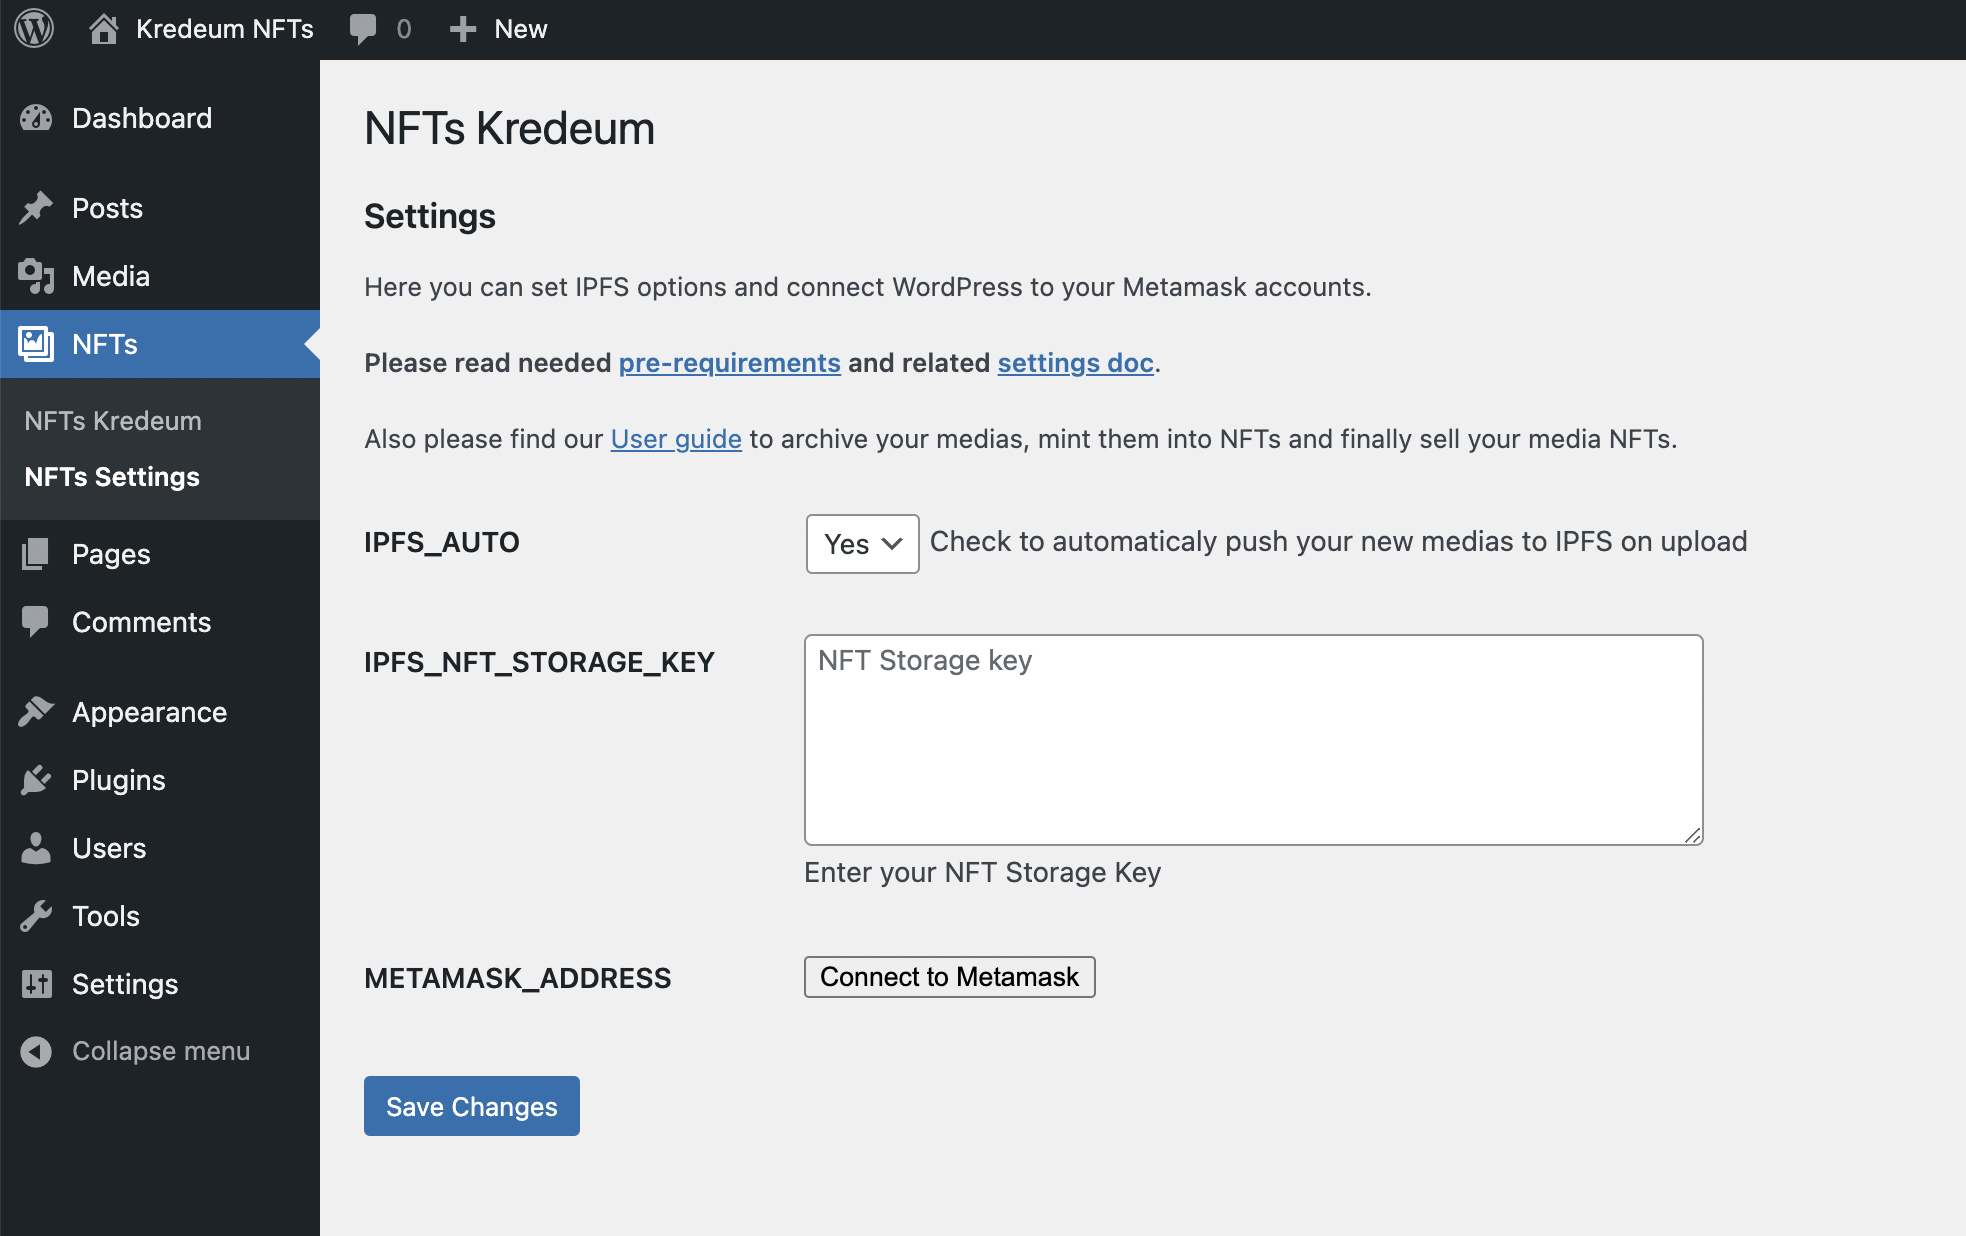 Kredeum NFTs 0 New
Dashboard
Posts
Media
NFTs
NFTs Kredeum
NFTs Settings
Pages
Comments
Appearance
Plugins
Users
Tools
Settings
Collapse menu
NFTs Kredeum
Settings
Here you can set IPFS options and connect WordPress to your Metamask accounts.
Please read needed pre-requirements and related settings doc.
Also please find our User guide to archive your medias, mint them into NFTs and finally sell your media NFTs.
IPFS_AUTO Yes Check to automaticaly push your new medias to IPFS on upload
IPFS_NFT_STORAGE_KEY NFT Storage key
Enter your NFT Storage Key
METAMASK_ADDRESS Connect to Metamask
Save Changes